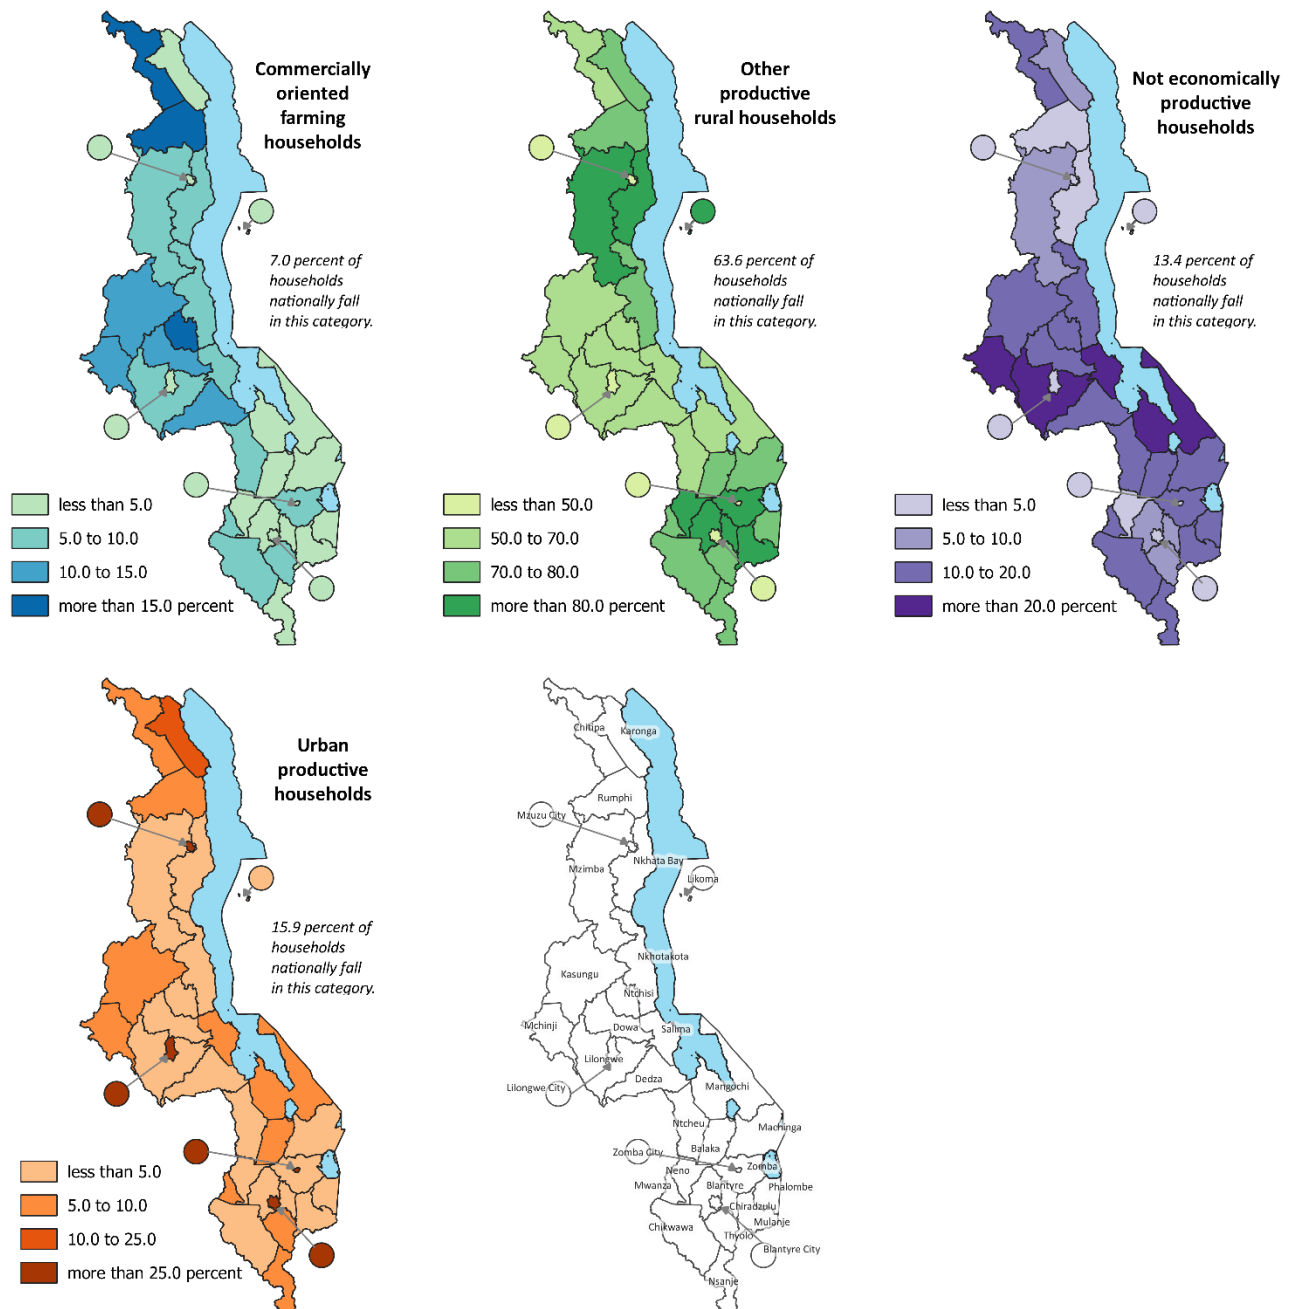 Commercially
oriented
farming
households
7.0 percent of
households
nationally fall
in this category.
less than 5.0
5.0 to 10.0
10.0 to 15.0
more than 15.0 percent
Other
productive
rural households
63.6 percent of
households
nationally fall
in this category.
less than 50.0
50.0 to 70.0
70.0 to 80.0
more than 80.0 percent
Not economically
productive
households
13.4 percent of
households
nationally fall
in this category.
less than 5.0
5.0 to 10.0
10.0 to 20.0
more than 20.0 percent
Urban
productive
households
15.9 percent of
households
nationally fall
in this category.
less than 5.0
5.0 to 10.0
10.0 to 25.0
more than 25.0 percent
Chitipa
Karonga
Rumphi
Mzuzu City
Nkhata Bay
Mzimba
Likoma
Nkhotakota
Kasungu
Ntchisi
Mchinji
Dowa
Salima
Lilongwe
Dedza
Lilongwe City
Mangochi
Ntcheu
Machinga
Balaka
Zomba City
Zomba
Neno
Mwanza
Blantyre
Phalombe
Chiradzulu
Mulanje
Chikwawa
Thyolo
Blantyre City
Nsanje